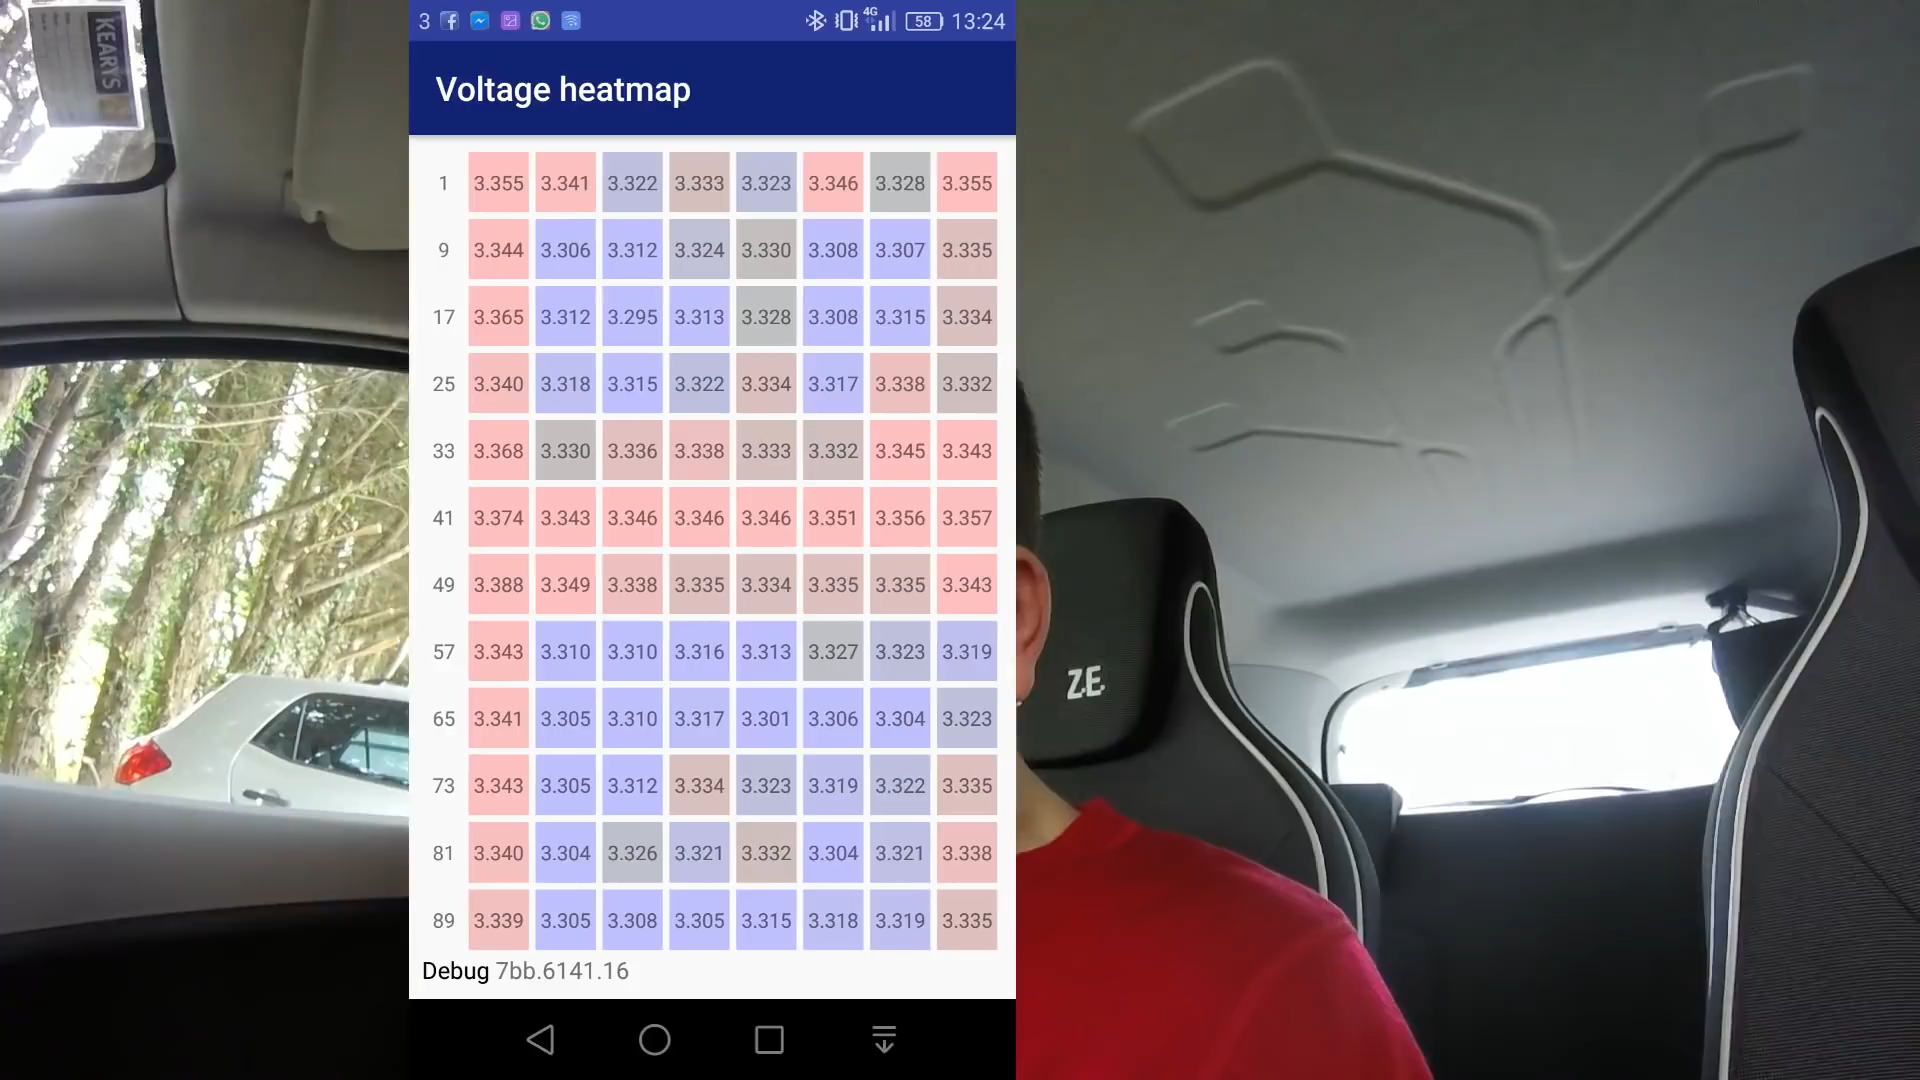 KEARYS
3 4G 58 13:24
Voltage heatmap
1 3.355 3.341 3.322 3.333 3.323 3.346 3.328 3.355
9 3.344 3.306 3.312 3.324 3.330 3.308 3.307 3.335
17 3.365 3.312 3.295 3.313 3.328 3.308 3.315 3.334
25 3.340 3.318 3.315 3.322 3.334 3.317 3.338 3.332
33 3.368 3.330 3.336 3.338 3.333 3.332 3.345 3.343
41 3.374 3.343 3.346 3.346 3.346 3.351 3.356 3.357
49 3.388 3.349 3.338 3.335 3.334 3.335 3.335 3.343
57 3.343 3.310 3.310 3.316 3.313 3.327 3.323 3.319
65 3.341 3.305 3.310 3.317 3.301 3.306 3.304 3.323
73 3.343 3.305 3.312 3.334 3.323 3.319 3.322 3.335
81 3.340 3.304 3.326 3.321 3.332 3.304 3.321 3.338
89 3.339 3.305 3.308 3.305 3.315 3.318 3.319 3.335
Debug 7bb.6141.16
Z.E.